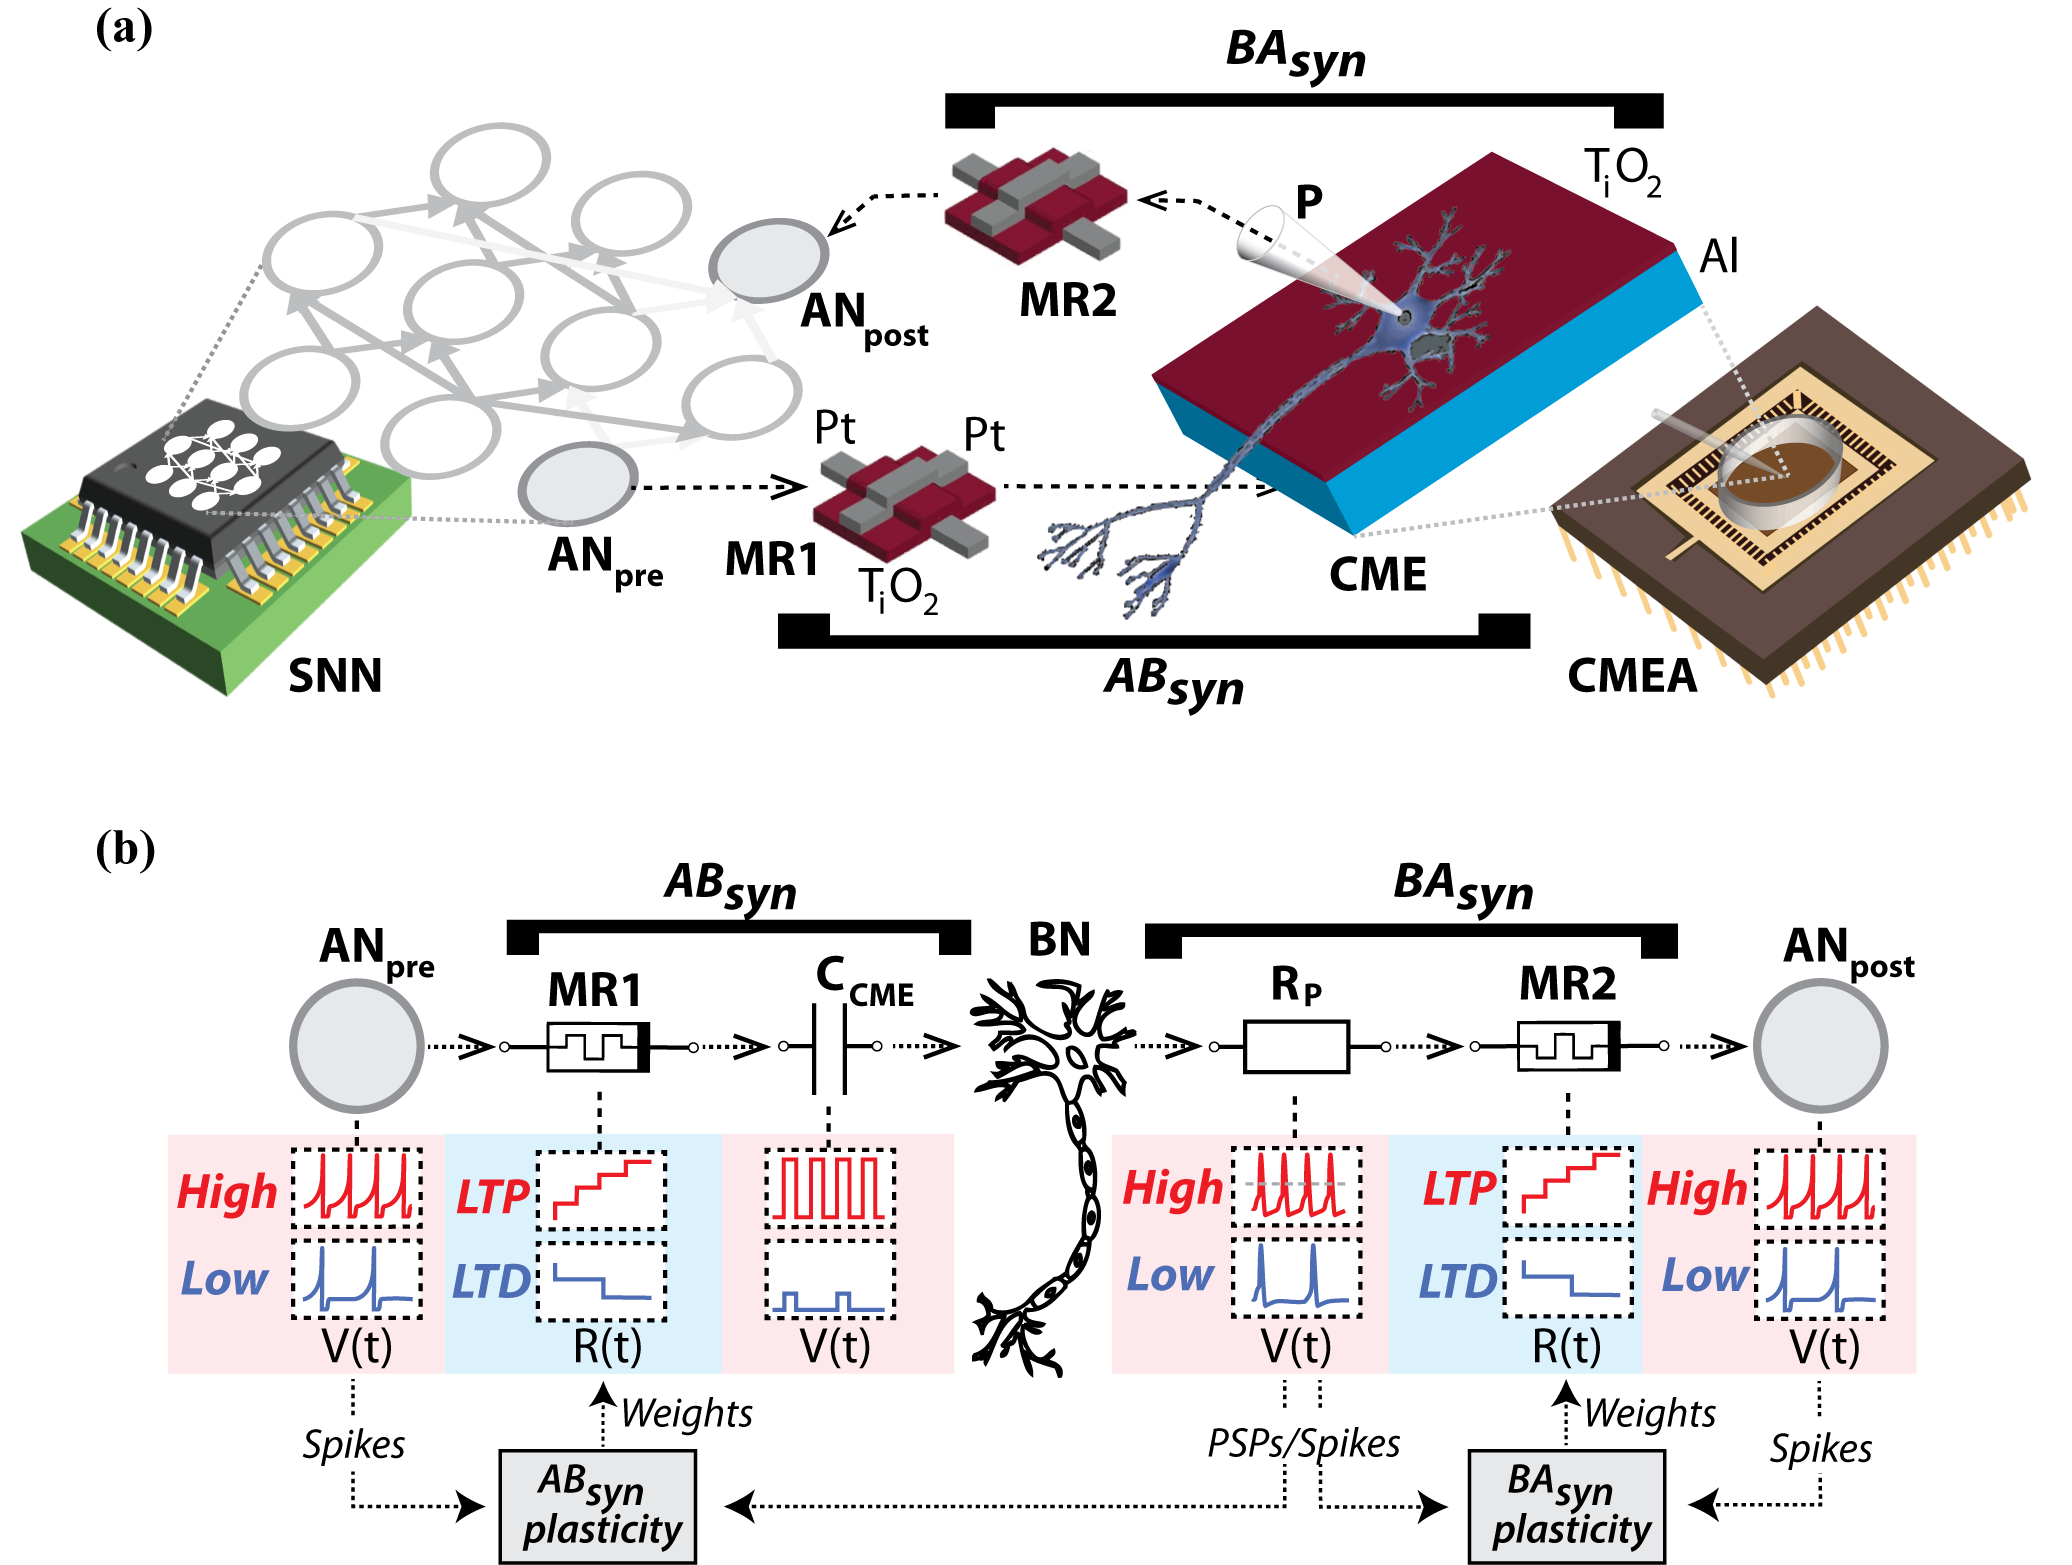 (a)
BAsyn
TiO2
P
Al
MR2
ANpost
Pt
Pt
ANpre
MR1
TiO2
CME
SNN
ABsyn
CMEA
(b)
ABsyn
BAsyn
ANpre
BN
ANpost
MR1
CCME
RP
MR2
High
LTP
High
LTP
High
Low
LTD
Low
LTD
Low
V(t)
R(t)
V(t)
V(t)
R(t)
V(t)
Spikes
Weights
PSPs/Spikes
Weights
Spikes
ABsyn
plasticity
BAsyn
plasticity